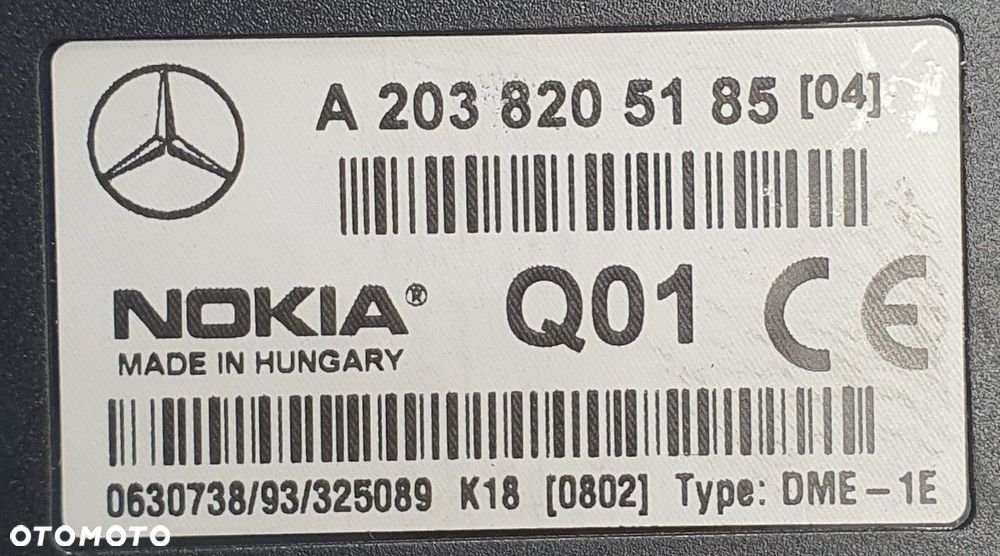 A 203 820 51 85 [04]
NOKIA® Q01 CE
MADE IN HUNGARY
0630738/93/325089 K18 [0802] Type: DME-1E
OTOMOTO
OTOMOTO